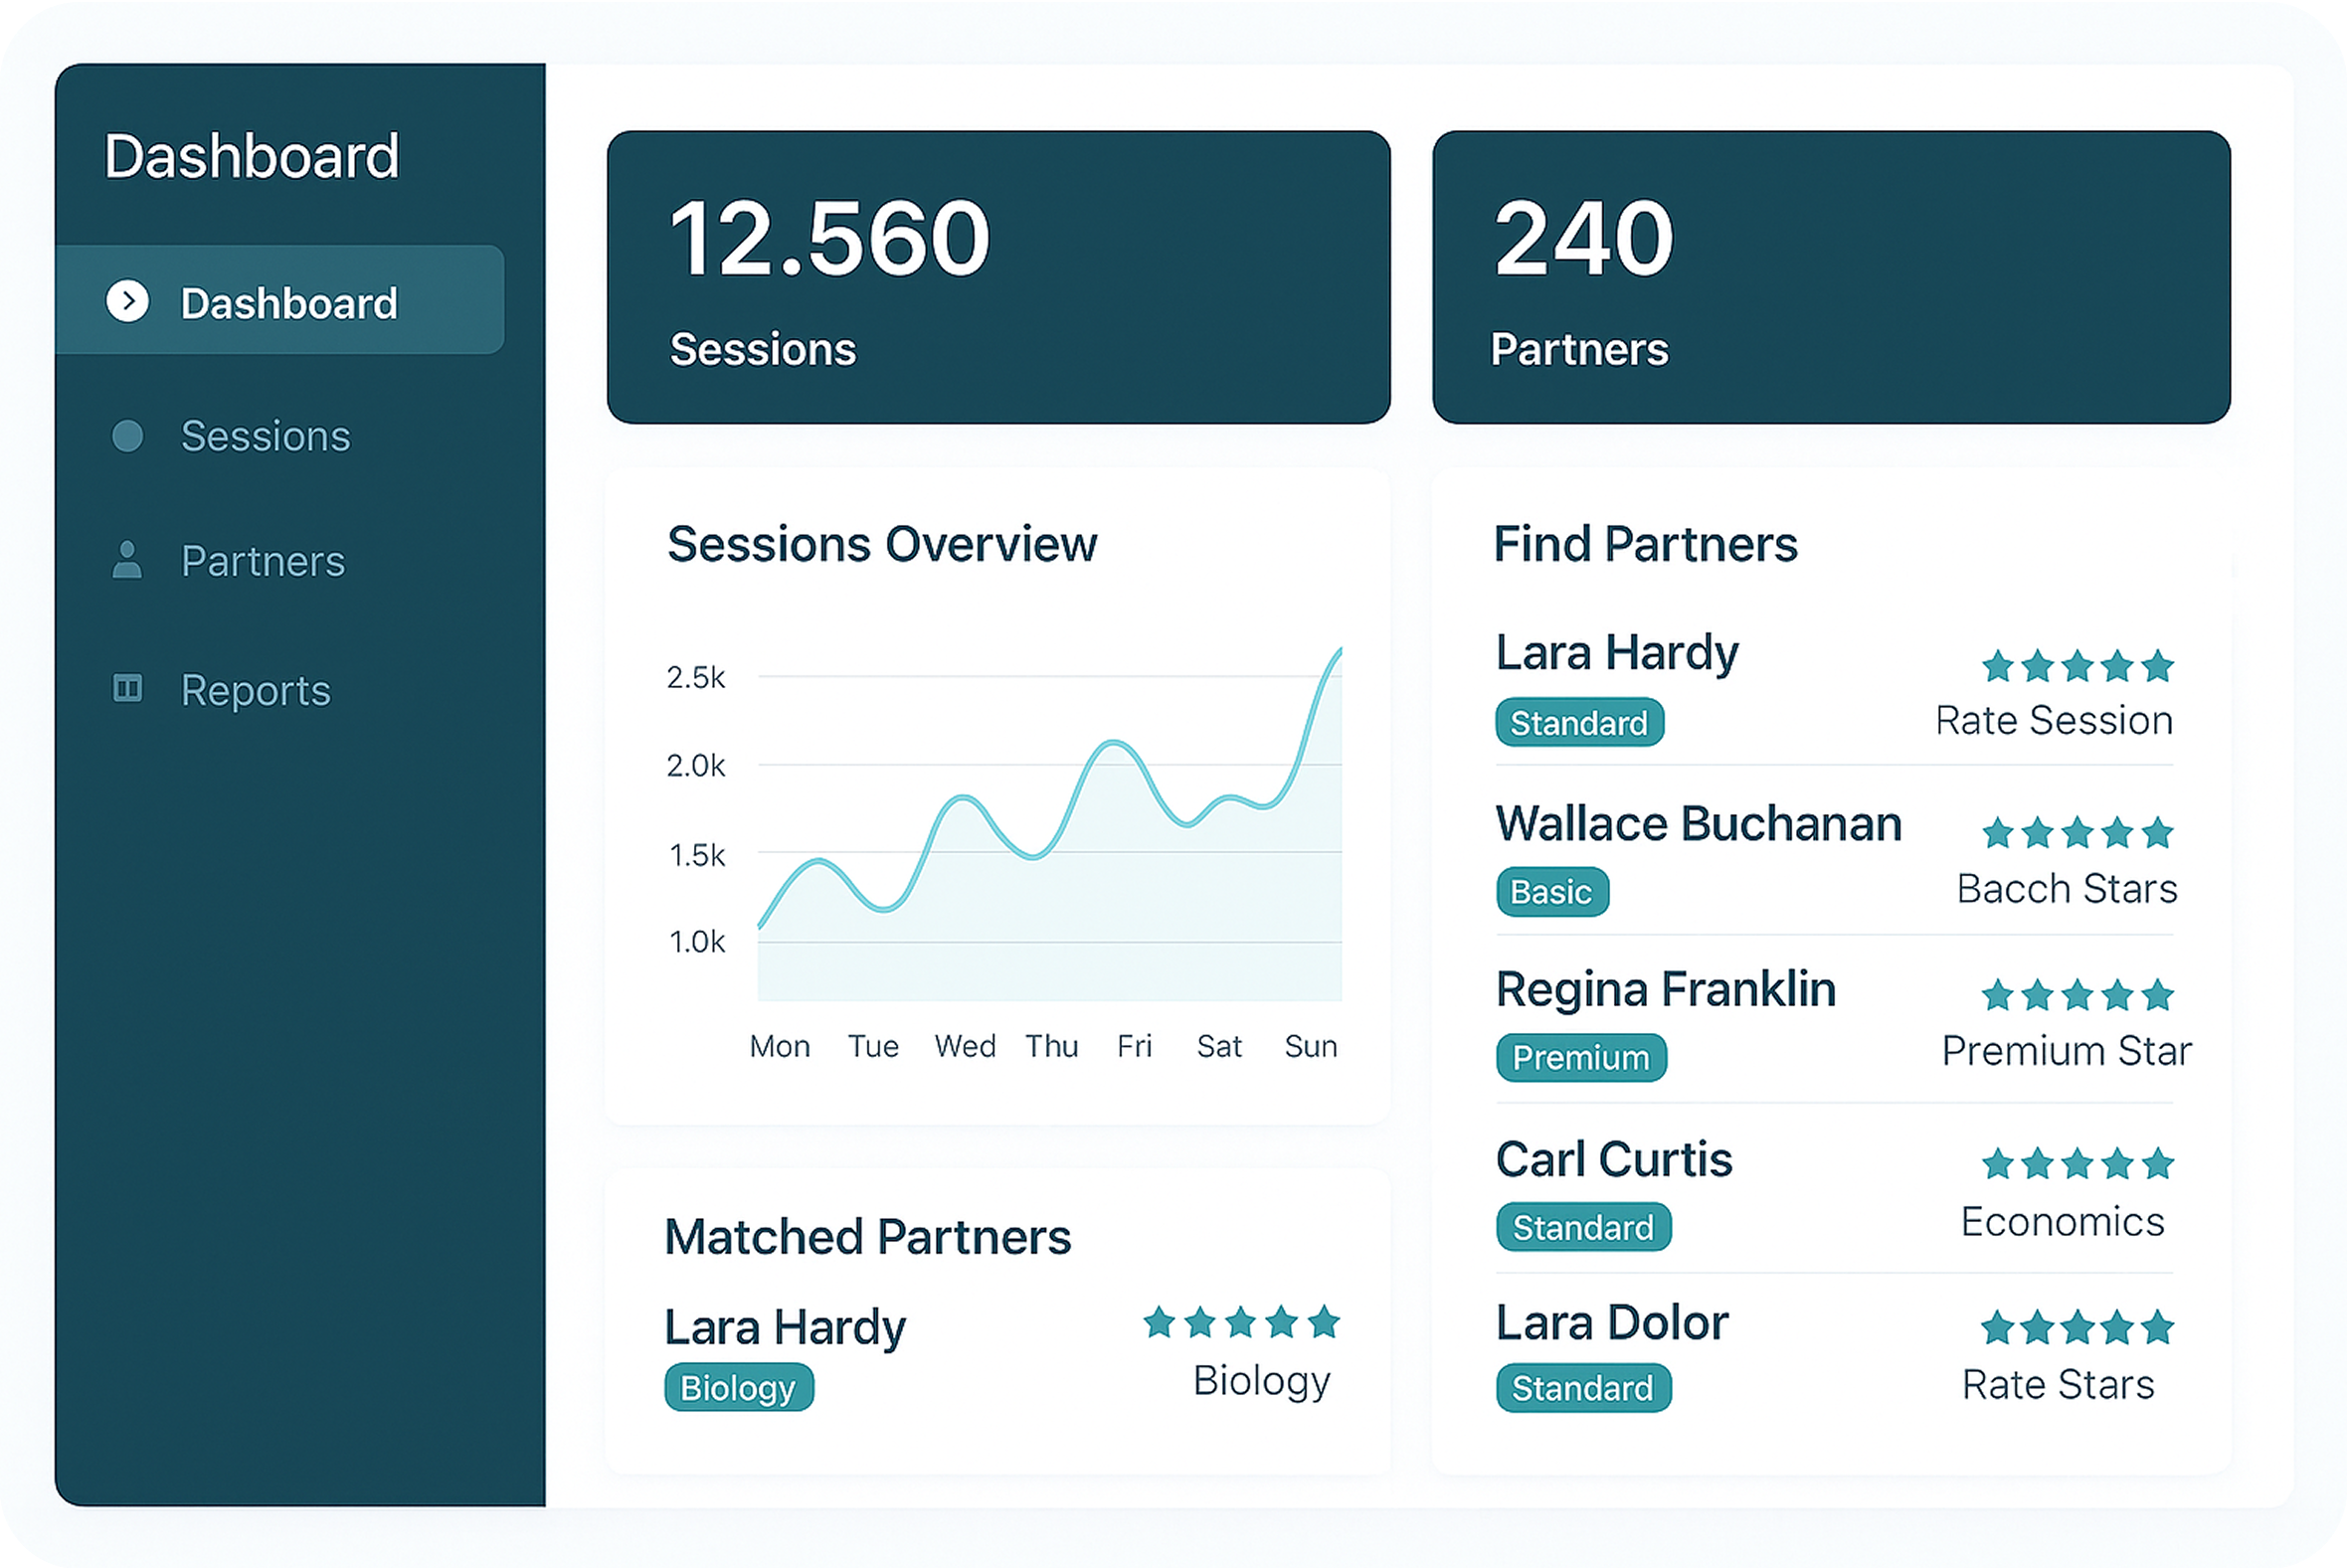 Dashboard
Dashboard
Sessions
Partners
Reports
12.560
Sessions
240
Partners
Sessions Overview
2.5k
2.0k
1.5k
1.0k
Mon Tue Wed Thu Fri Sat Sun
Matched Partners
Lara Hardy
Biology
Biology
Find Partners
Lara Hardy
Standard
Rate Session
Wallace Buchanan
Basic
Bacch Stars
Regina Franklin
Premium
Premium Star
Carl Curtis
Standard
Economics
Lara Dolor
Standard
Rate Stars